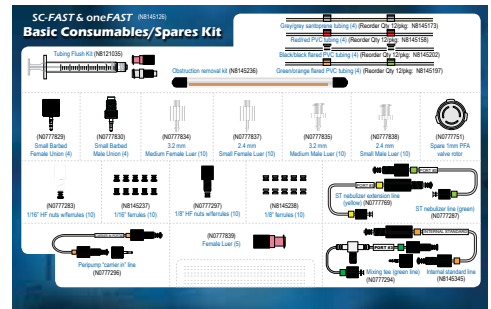 SC-FAST & oneFAST (N8145126)
Basic Consumables/Spares Kit
Grey/grey santoprene tubing (4) (Reorder Qty 12/pkg: N8145173)
Red/red PVC tubing (4) (Reorder Qty 12/pkg: N8145158)
Black/black flared PVC tubing (4) (Reorder Qty 12/pkg: N8145202)
Green/orange flared PVC tubing (4) (Reorder Qty 12/pkg: N8145197)
Tubing Flush Kit (N8121035)
Obstruction removal kit (N8145236)
(N0777829)
Small Barbed
Female Union (4)
(N0777830)
Small Barbed
Male Union (4)
(N0777834)
3.2 mm
Medium Female Luer (10)
(N0777837)
2.4 mm
Small Female Luer (10)
(N0777835)
3.2 mm
Medium Male Luer (10)
(N0777838)
2.4 mm
Small Male Luer (10)
(N0777751)
Spare 1mm PFA
valve rotor
(N0777283)
1/16" HF nuts w/ferrules (10)
(N8145237)
1/16" ferrules (10)
(N0777297)
1/8" HF nuts w/ferrules (10)
(N8145238)
1/8" ferrules (10)
PORT #3
ST nebulizer extension line
(yellow) (N0777769)
ST nebulizer line (green)
(N0777287)
Peripump "carrier in" line
(N0777296)
(N0777839)
Female Luer (5)
INTERNAL STANDARD
PORT #3
Mixing tee (green line)
(N0777294)
Internal standard line
(N8145345)